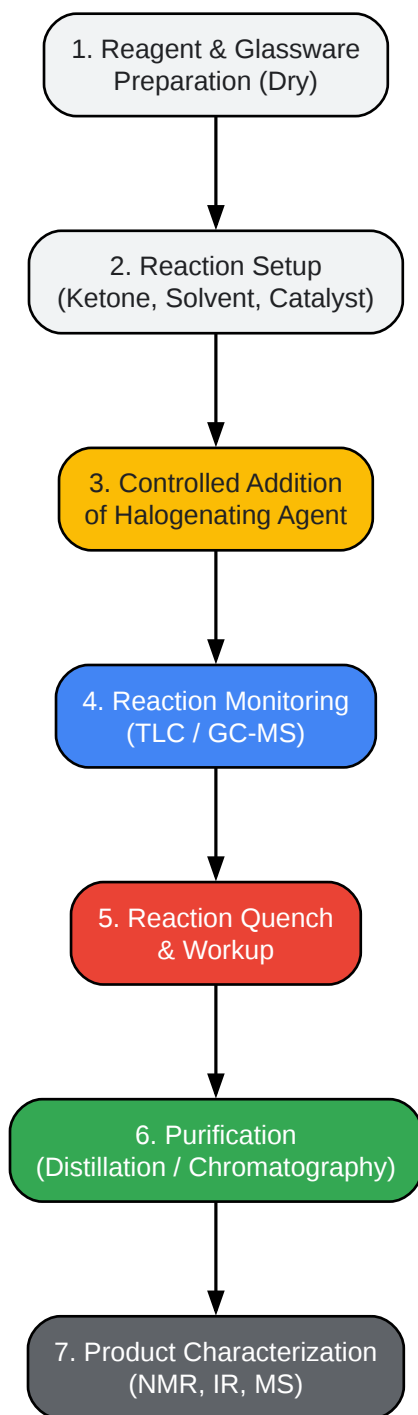 1. Reagent & Glassware
Preparation (Dry)
2. Reaction Setup
(Ketone, Solvent, Catalyst)
3. Controlled Addition
of Halogenating Agent
4. Reaction Monitoring
(TLC / GC-MS)
5. Reaction Quench
& Workup
6. Purification
(Distillation / Chromatography)
7. Product Characterization
(NMR, IR, MS)